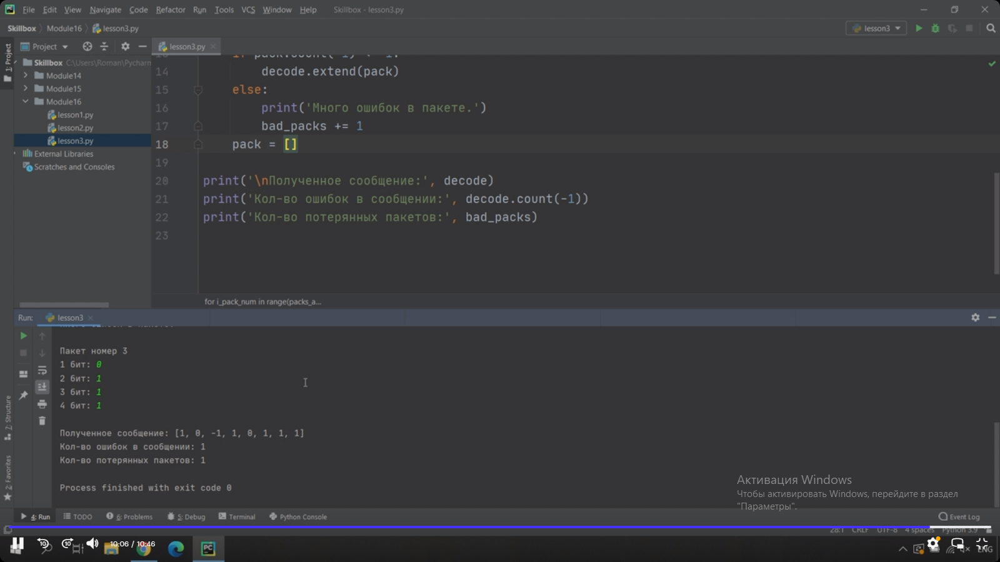 File Edit View Navigate Code Refactor Run Tools VCS Window Help Skillbox - lesson3.py
Skillbox Module16 lesson3.py
lesson3
1: Project
Project
lesson3.py
Skillbox C:\Users\Roman\Pycharm
Module14
Module15
Module16
lesson1.py
lesson2.py
lesson3.py
External Libraries
Scratches and Consoles
14 decode.extend(pack)
15 else:
16 print('Много ошибок в пакете.')
17 bad_packs += 1
18 pack = []
19
20 print('\nПолученное сообщение:', decode)
21 print('Кол-во ошибок в сообщении:', decode.count(-1))
22 print('Кол-во потерянных пакетов:', bad_packs)
23
for i_pack_num in range(packs_a...
Run: lesson3
Пакет номер 3
1 бит: 0
2 бит: 1
3 бит: 1
4 бит: 1
Полученное сообщение: [1, 0, -1, 1, 0, 1, 1, 1]
Кол-во ошибок в сообщении: 1
Кол-во потерянных пакетов: 1
Process finished with exit code 0
Z: Structure
2: Favorites
Активация Windows
Чтобы активировать Windows, перейдите в раздел
"Параметры".
4: Run TODO 6: Problems 5: Debug Terminal Python Console Event Log
28:1 CRLF UTF-8 4 spaces Python 3.9
10 10 10:06 / 10:46
PC
ENG